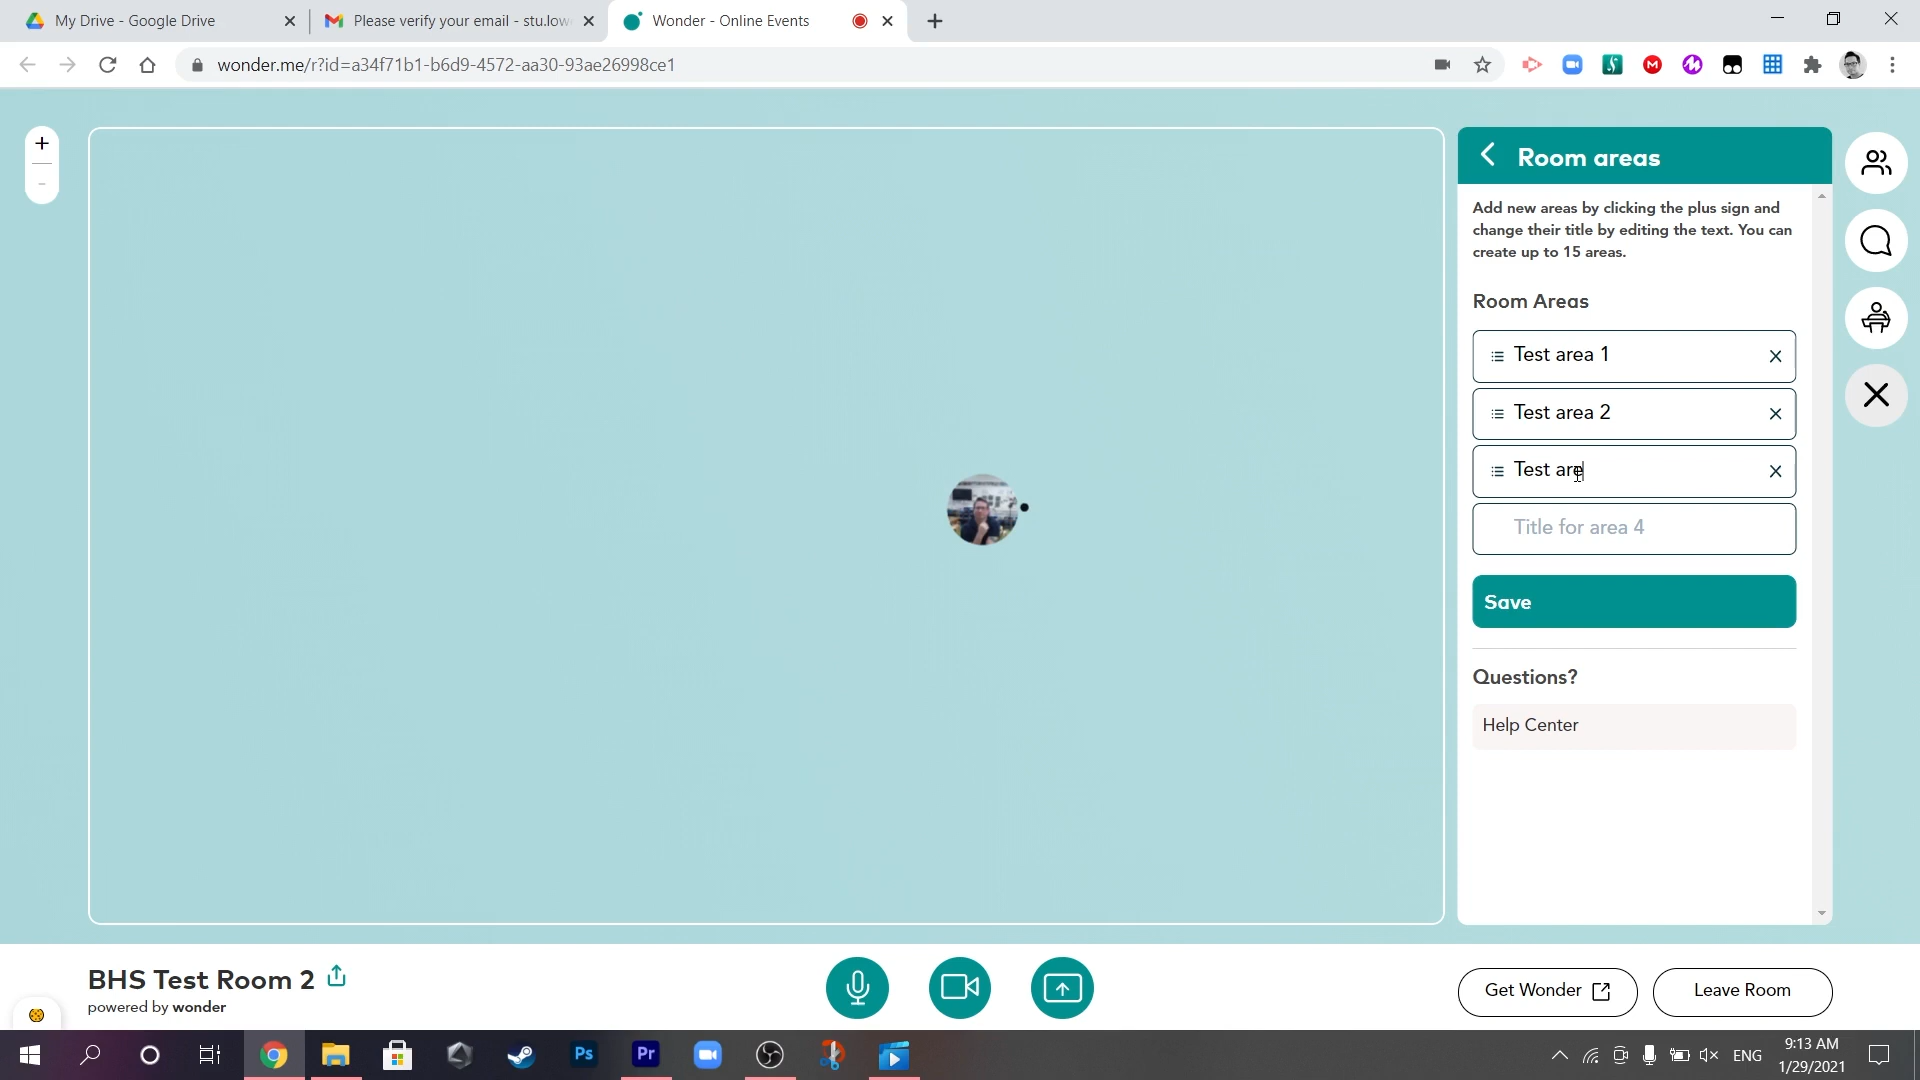 My Drive - Google Drive
Please verify your email - stu.low
Wonder - Online Events
wonder.me/r?id=a34f71b1-b6d9-4572-aa30-93ae26998ce1
Room areas
Add new areas by clicking the plus sign and
change their title by editing the text. You can
create up to 15 areas.
Room Areas
Test area 1
Test area 2
Test are
Title for area 4
Save
Questions?
Help Center
BHS Test Room 2
powered by wonder
Get Wonder
Leave Room
Ps
Pr
ENG
9:13 AM
1/29/2021